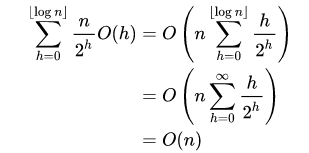 $\sum_{h=0}^{\lfloor \log n \rfloor} \frac{n}{2^h} O(h) = O\left( n \sum_{h=0}^{\lfloor \log n \rfloor} \frac{h}{2^h} \right)$
$= O\left( n \sum_{h=0}^{\infty} \frac{h}{2^h} \right)$
$= O(n)$